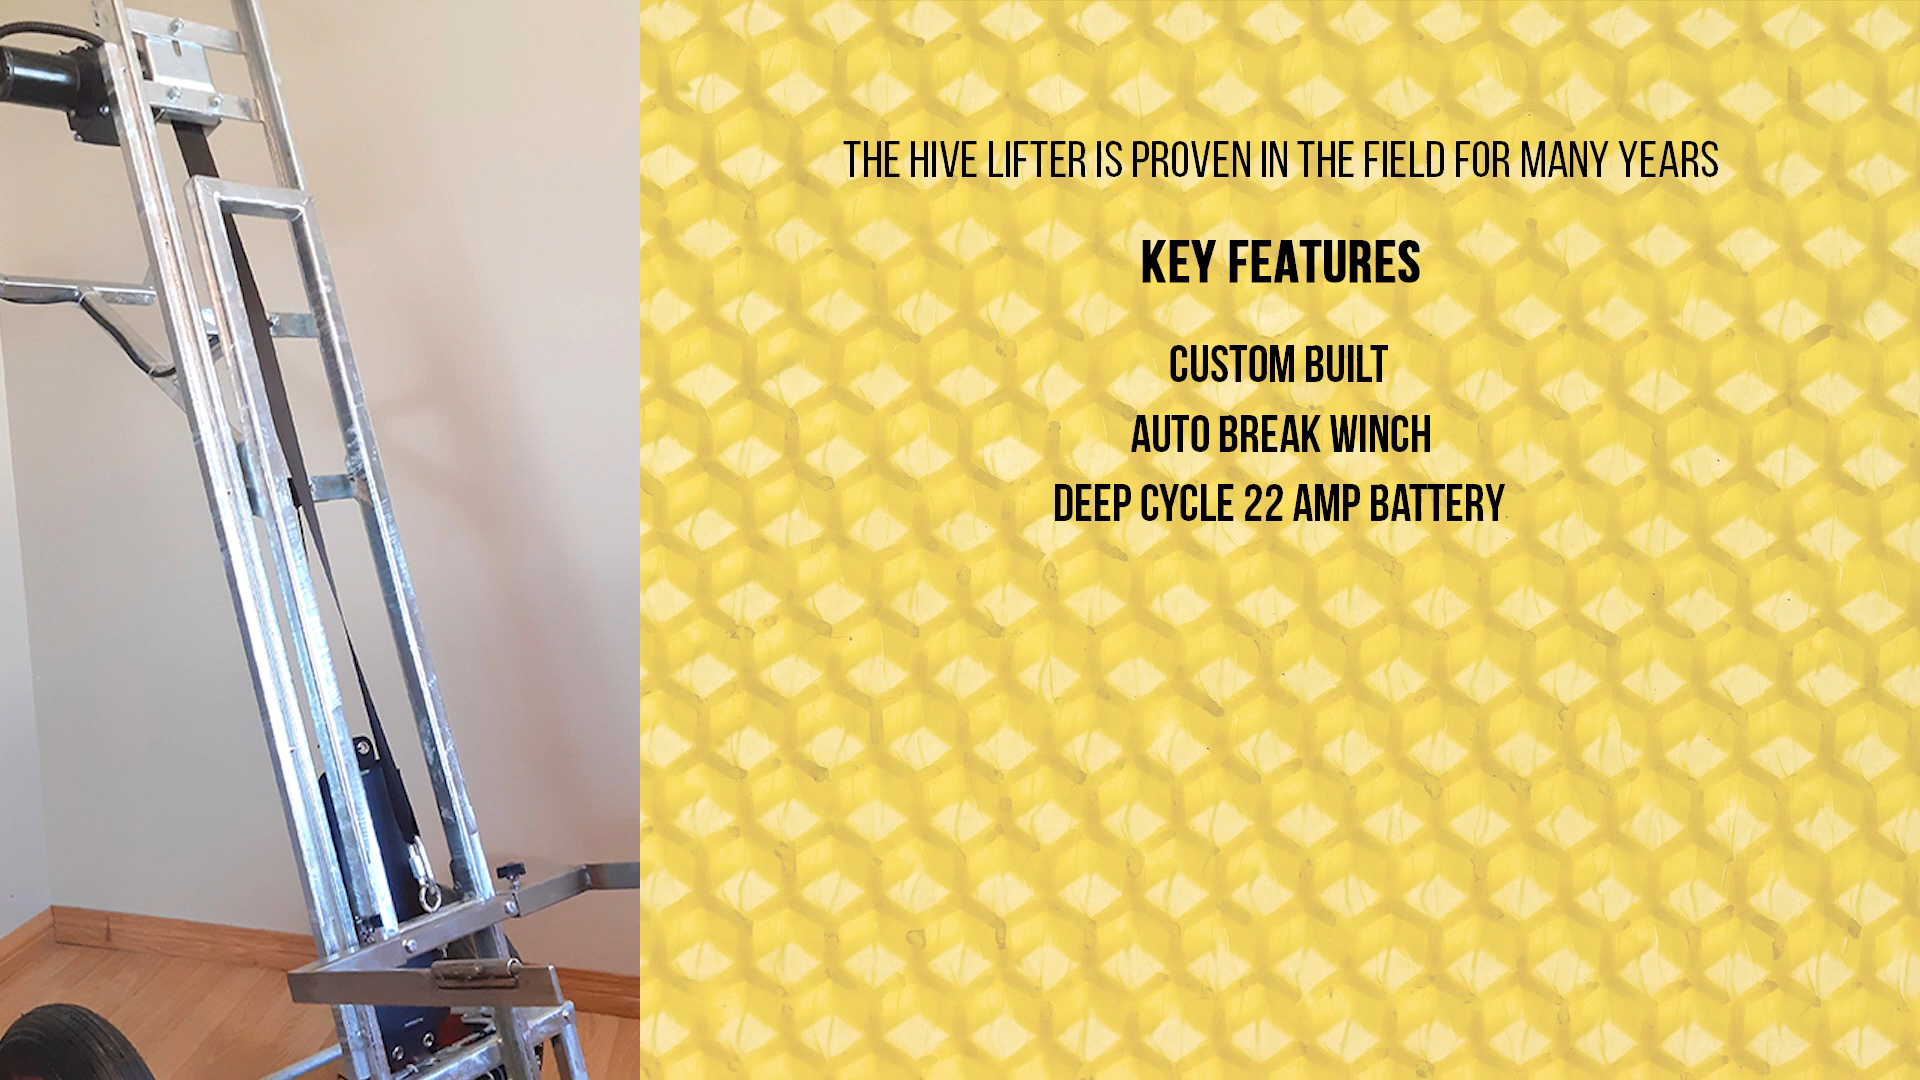 THE HIVE LIFTER IS PROVEN IN THE FIELD FOR MANY YEARS
KEY FEATURES
CUSTOM BUILT
AUTO BREAK WINCH
DEEP CYCLE 22 AMP BATTERY